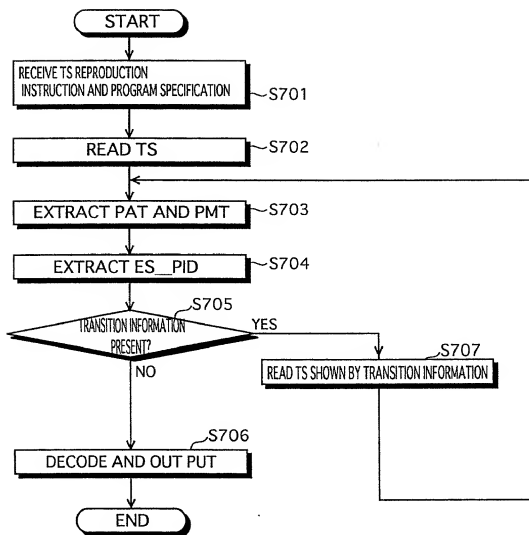 START
RECEIVE TS REPRODUCTION
INSTRUCTION AND PROGRAM SPECIFICATION
S701
READ TS
S702
EXTRACT PAT AND PMT
S703
EXTRACT ES__PID
S704
S705
TRANSITION INFORMATION
PRESENT?
YES
NO
S707
READ TS SHOWN BY TRANSITION INFORMATION
S706
DECODE AND OUT PUT
END